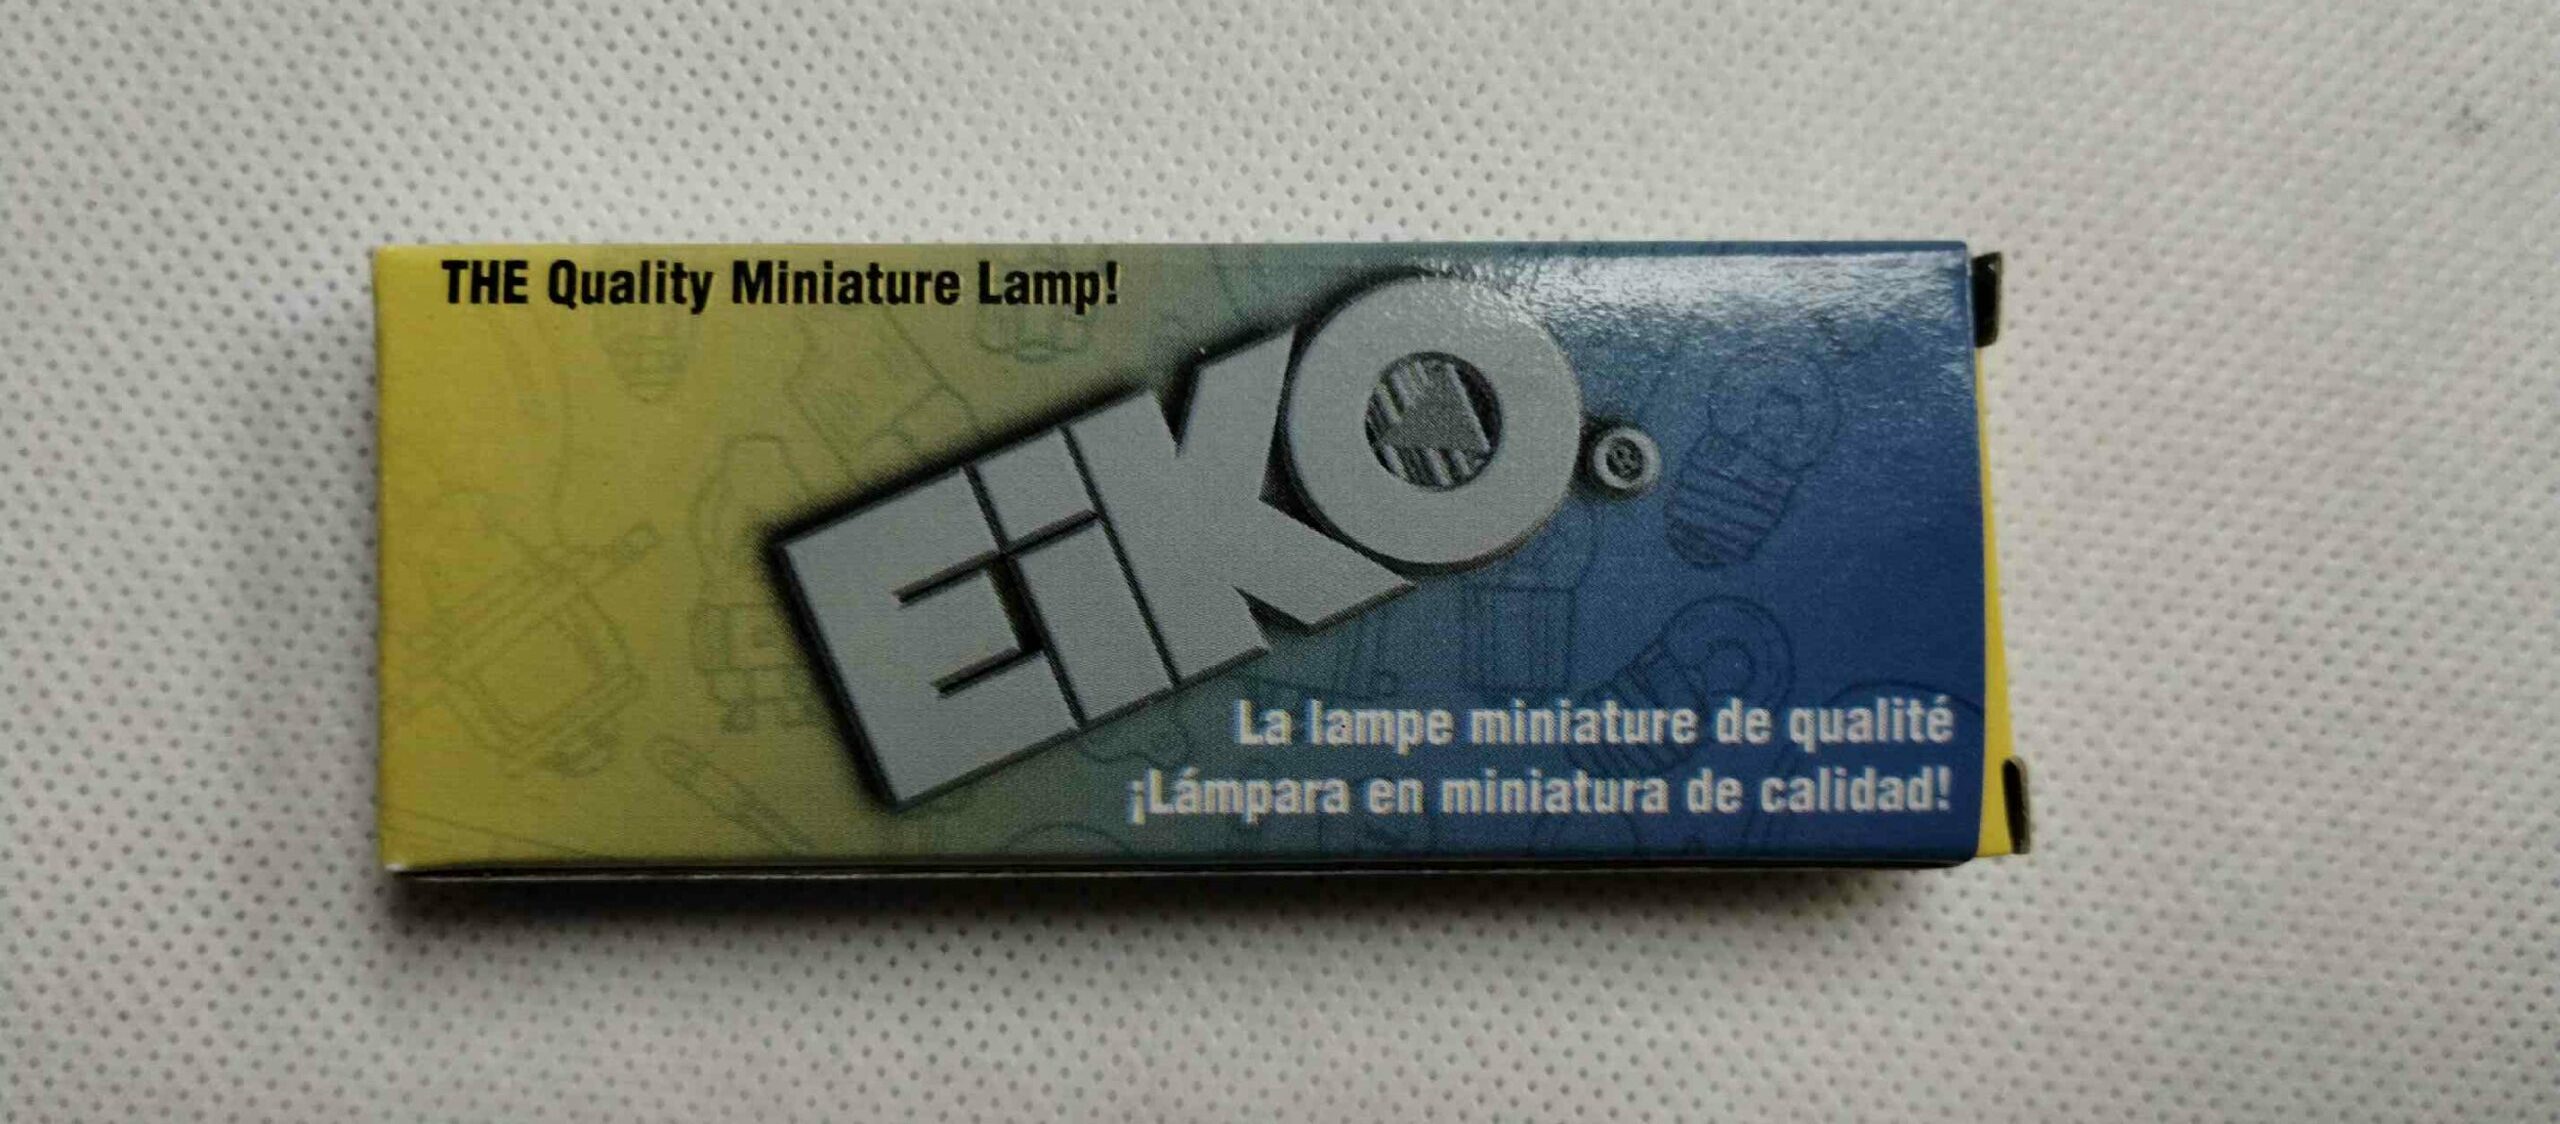 THE Quality Miniature Lamp!
EiKO®
La lampe miniature de qualité
¡Lámpara en miniatura de calidad!